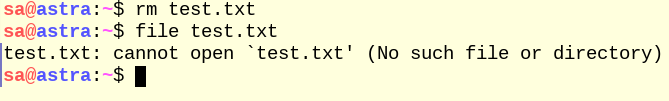 sa@astra:~$ rm test.txt
sa@astra:~$ file test.txt
test.txt: cannot open `test.txt' (No such file or directory)
sa@astra:~$